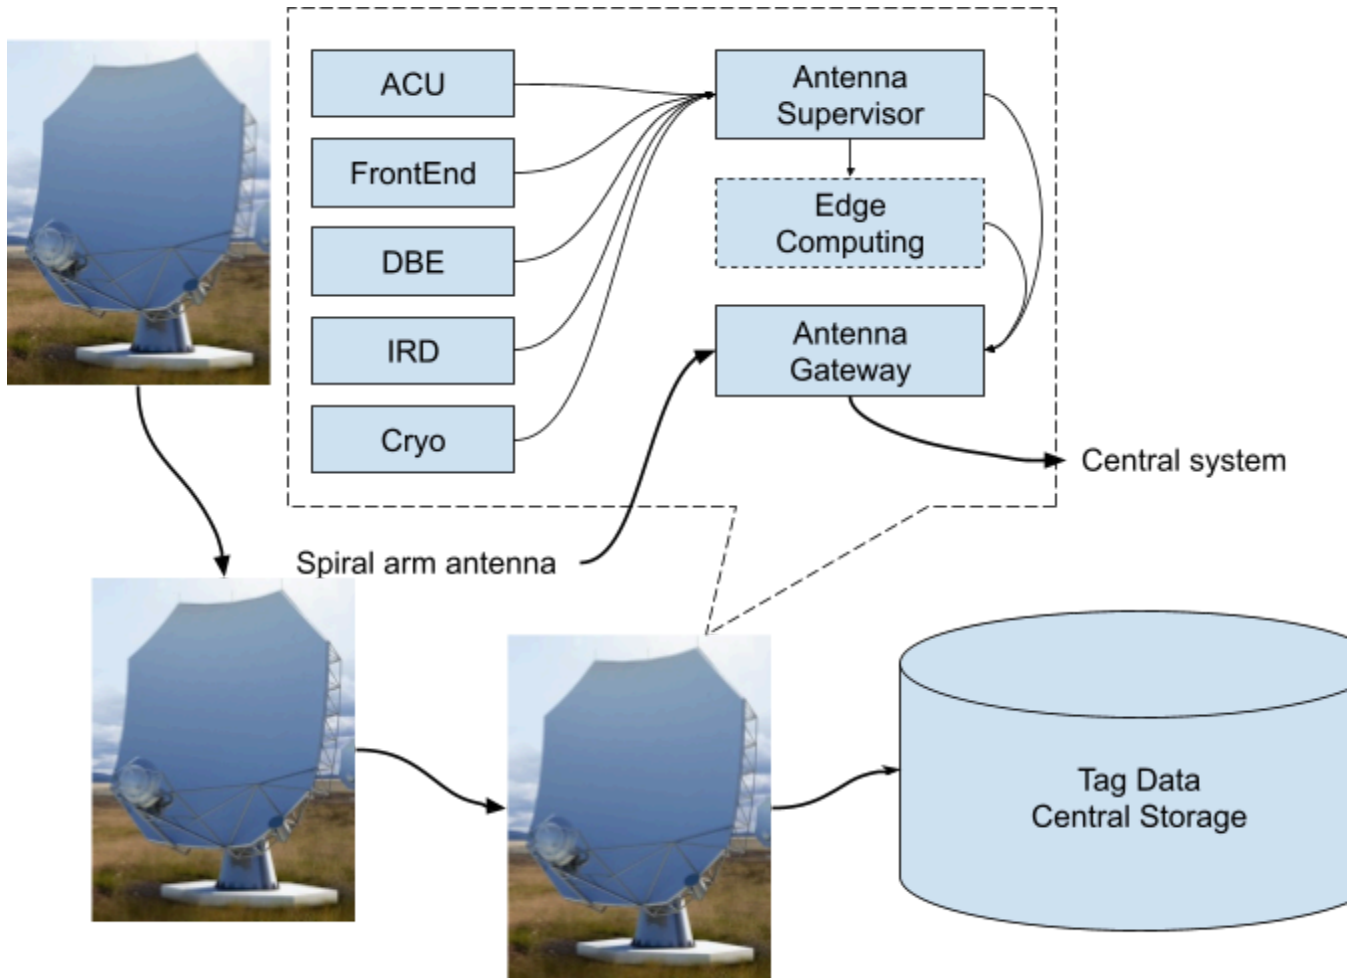 ACU
FrontEnd
DBE
IRD
Cryo
Antenna
Supervisor
Edge
Computing
Antenna
Gateway
Central system
Spiral arm antenna
Tag Data
Central Storage